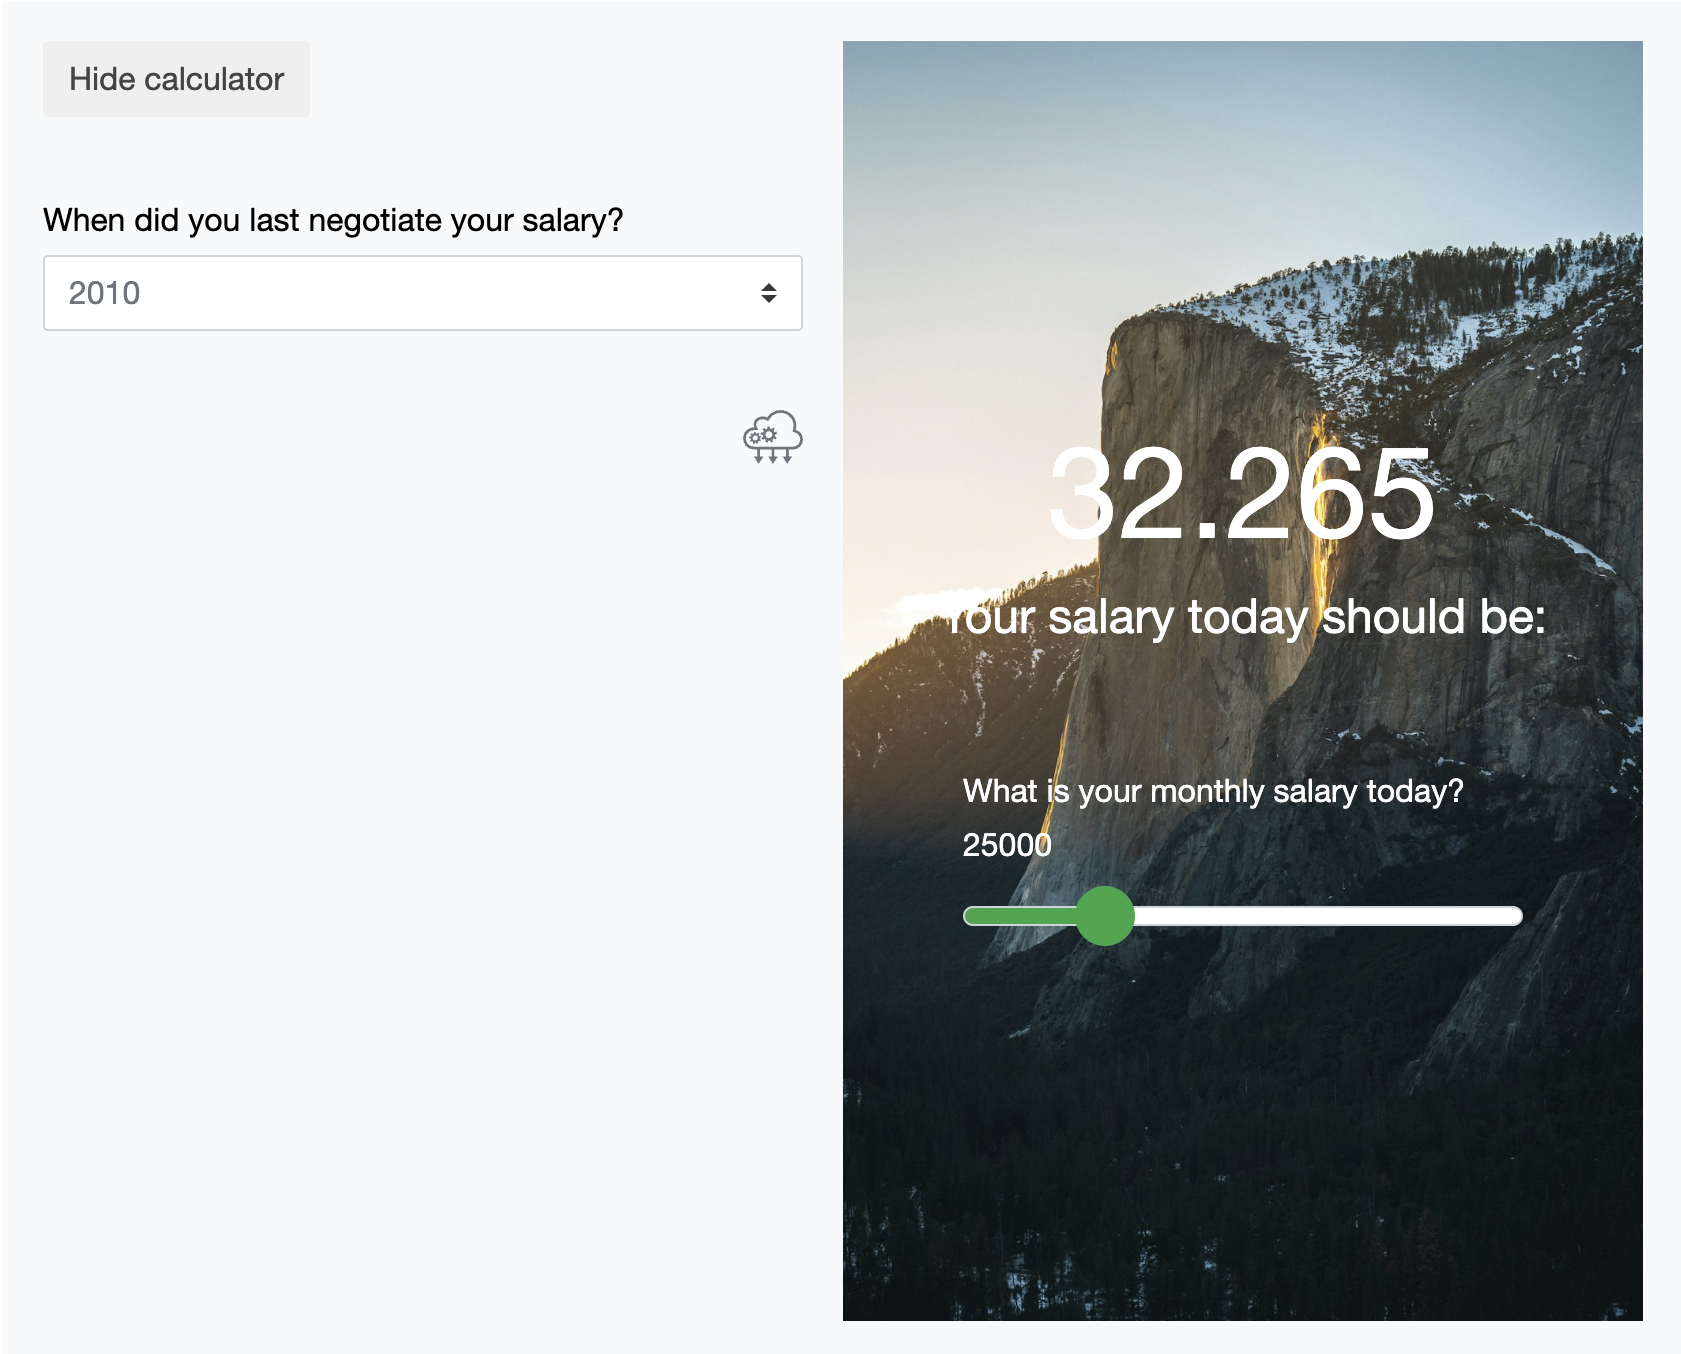 Hide calculator
When did you last negotiate your salary?
2010
32.265
Your salary today should be:
What is your monthly salary today?
25000